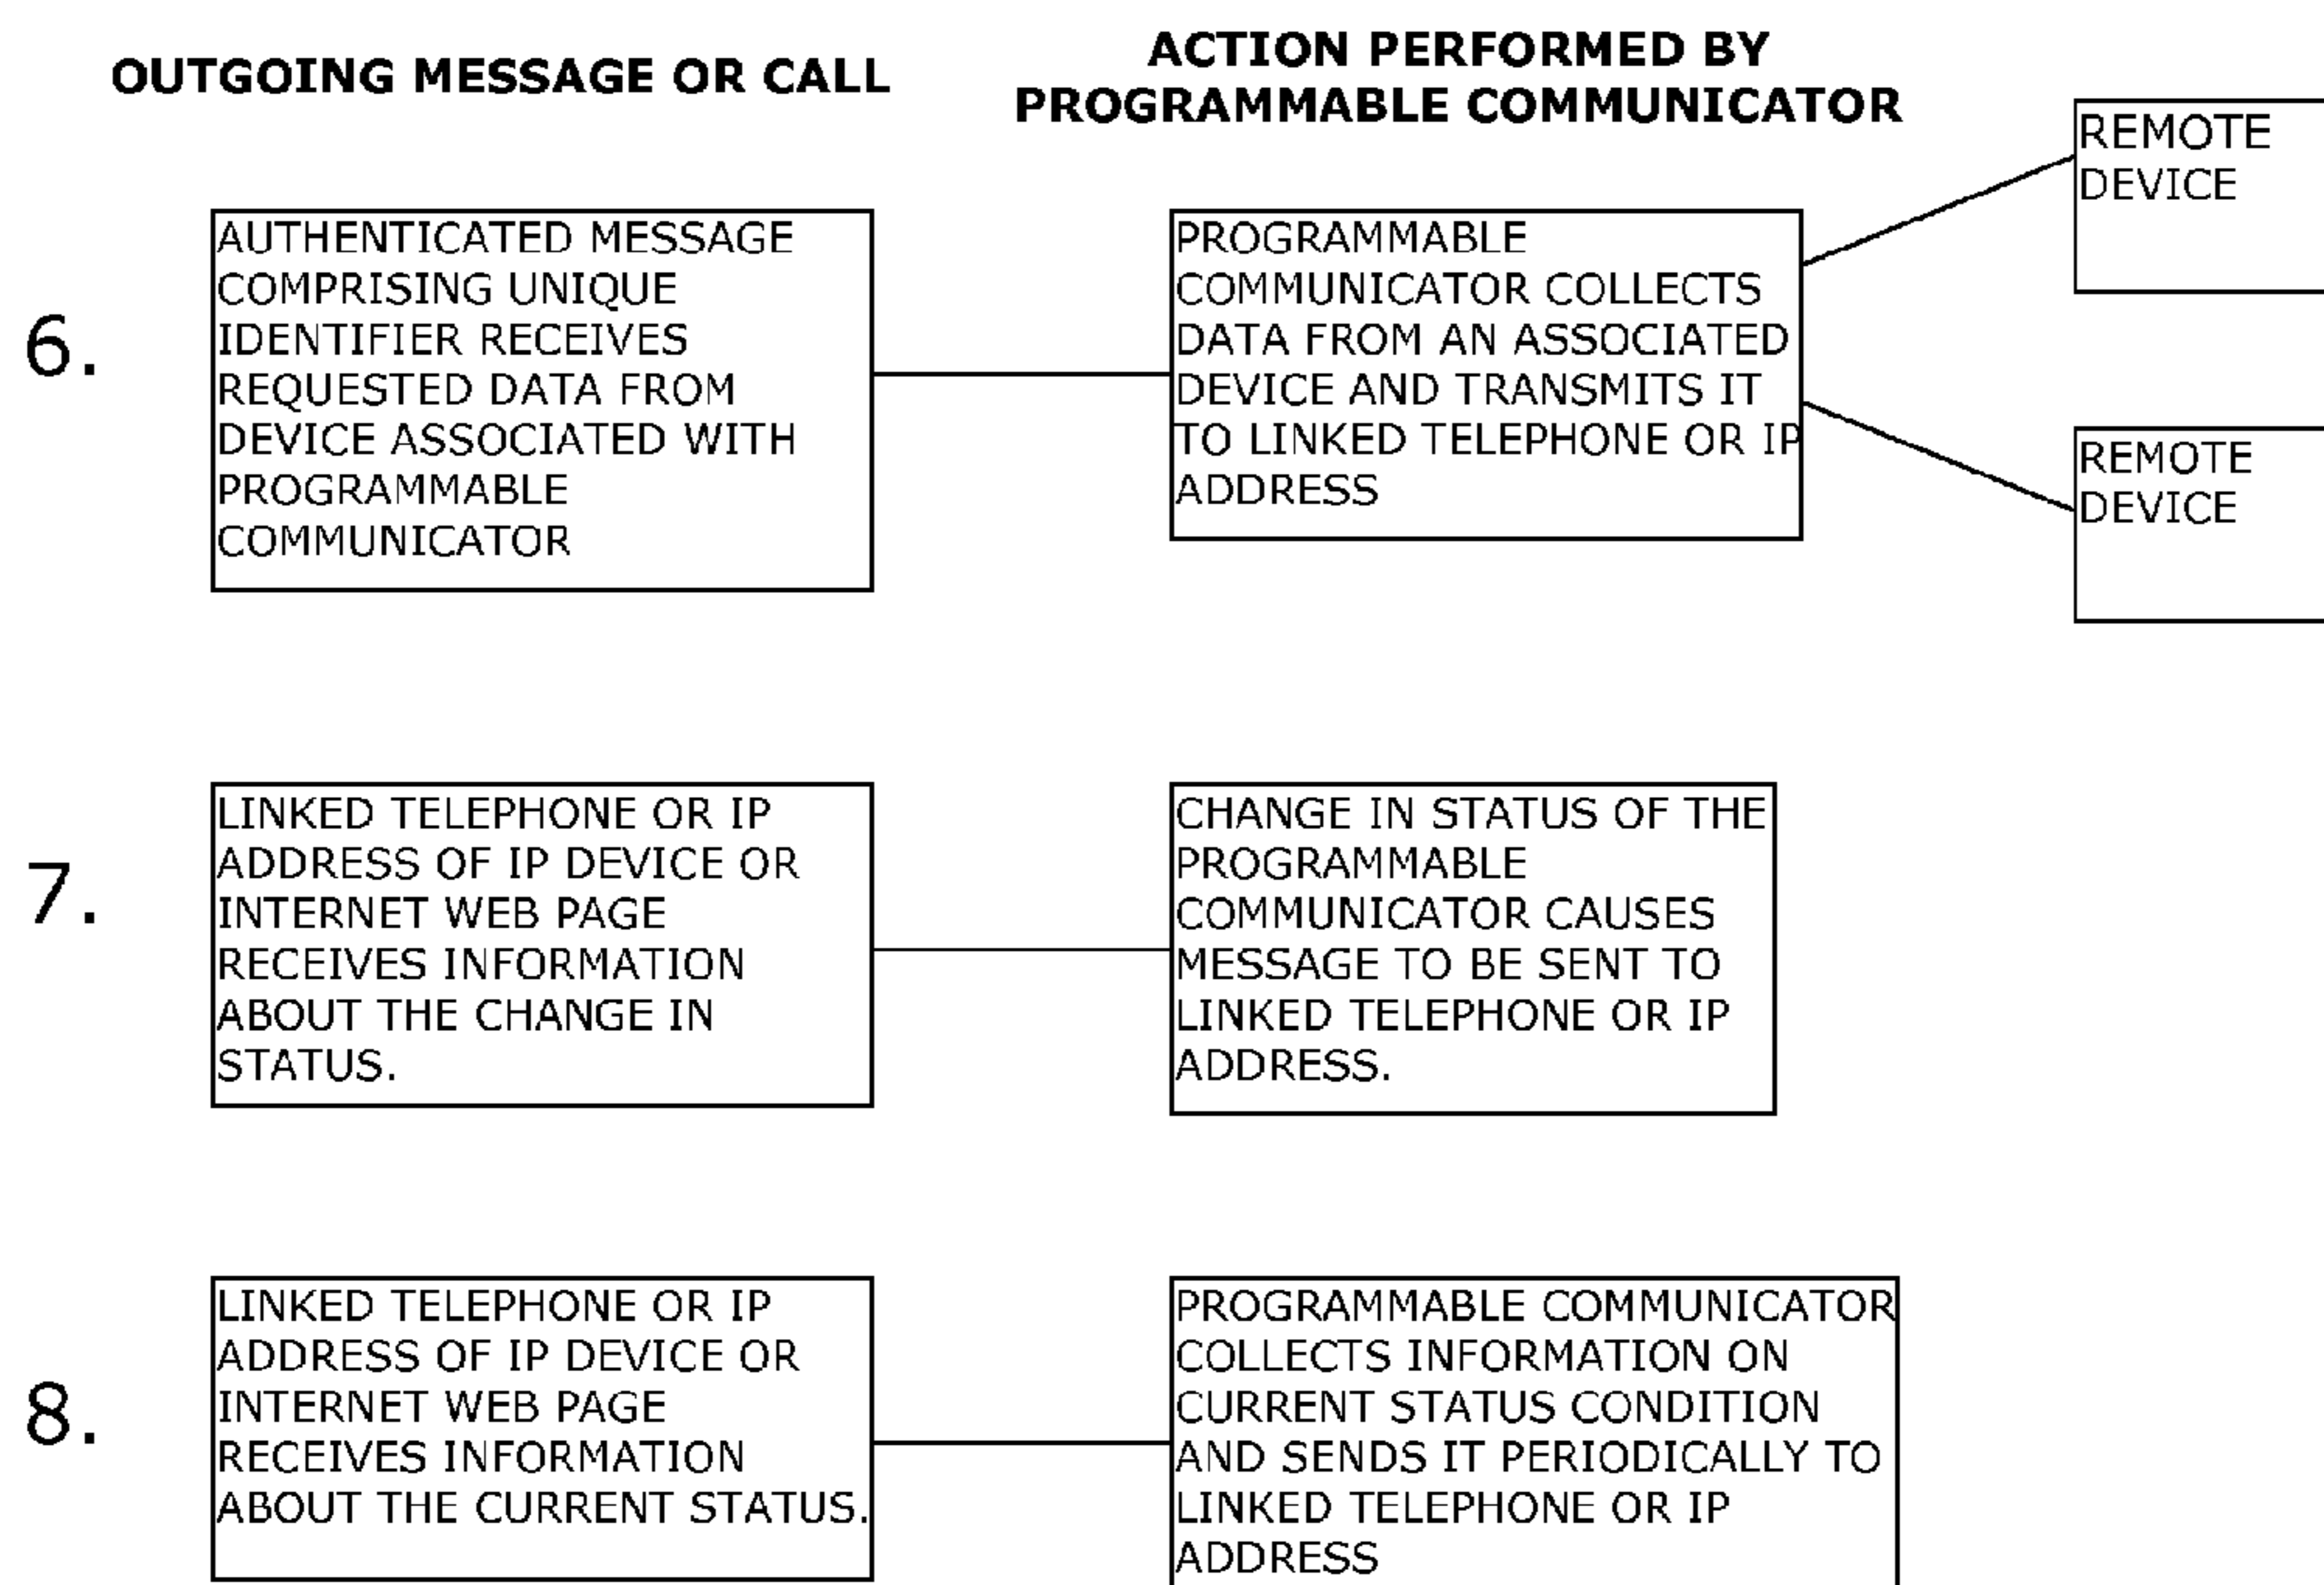 OUTGOING MESSAGE OR CALL
ACTION PERFORMED BY
PROGRAMMABLE COMMUNICATOR
6.
AUTHENTICATED MESSAGE
COMPRISING UNIQUE
IDENTIFIER RECEIVES
REQUESTED DATA FROM
DEVICE ASSOCIATED WITH
PROGRAMMABLE
COMMUNICATOR
PROGRAMMABLE
COMMUNICATOR COLLECTS
DATA FROM AN ASSOCIATED
DEVICE AND TRANSMITS IT
TO LINKED TELEPHONE OR IP
ADDRESS
REMOTE
DEVICE
REMOTE
DEVICE
7.
LINKED TELEPHONE OR IP
ADDRESS OF IP DEVICE OR
INTERNET WEB PAGE
RECEIVES INFORMATION
ABOUT THE CHANGE IN
STATUS.
CHANGE IN STATUS OF THE
PROGRAMMABLE
COMMUNICATOR CAUSES
MESSAGE TO BE SENT TO
LINKED TELEPHONE OR IP
ADDRESS.
8.
LINKED TELEPHONE OR IP
ADDRESS OF IP DEVICE OR
INTERNET WEB PAGE
RECEIVES INFORMATION
ABOUT THE CURRENT STATUS.
PROGRAMMABLE COMMUNICATOR
COLLECTS INFORMATION ON
CURRENT STATUS CONDITION
AND SENDS IT PERIODICALLY TO
LINKED TELEPHONE OR IP
ADDRESS